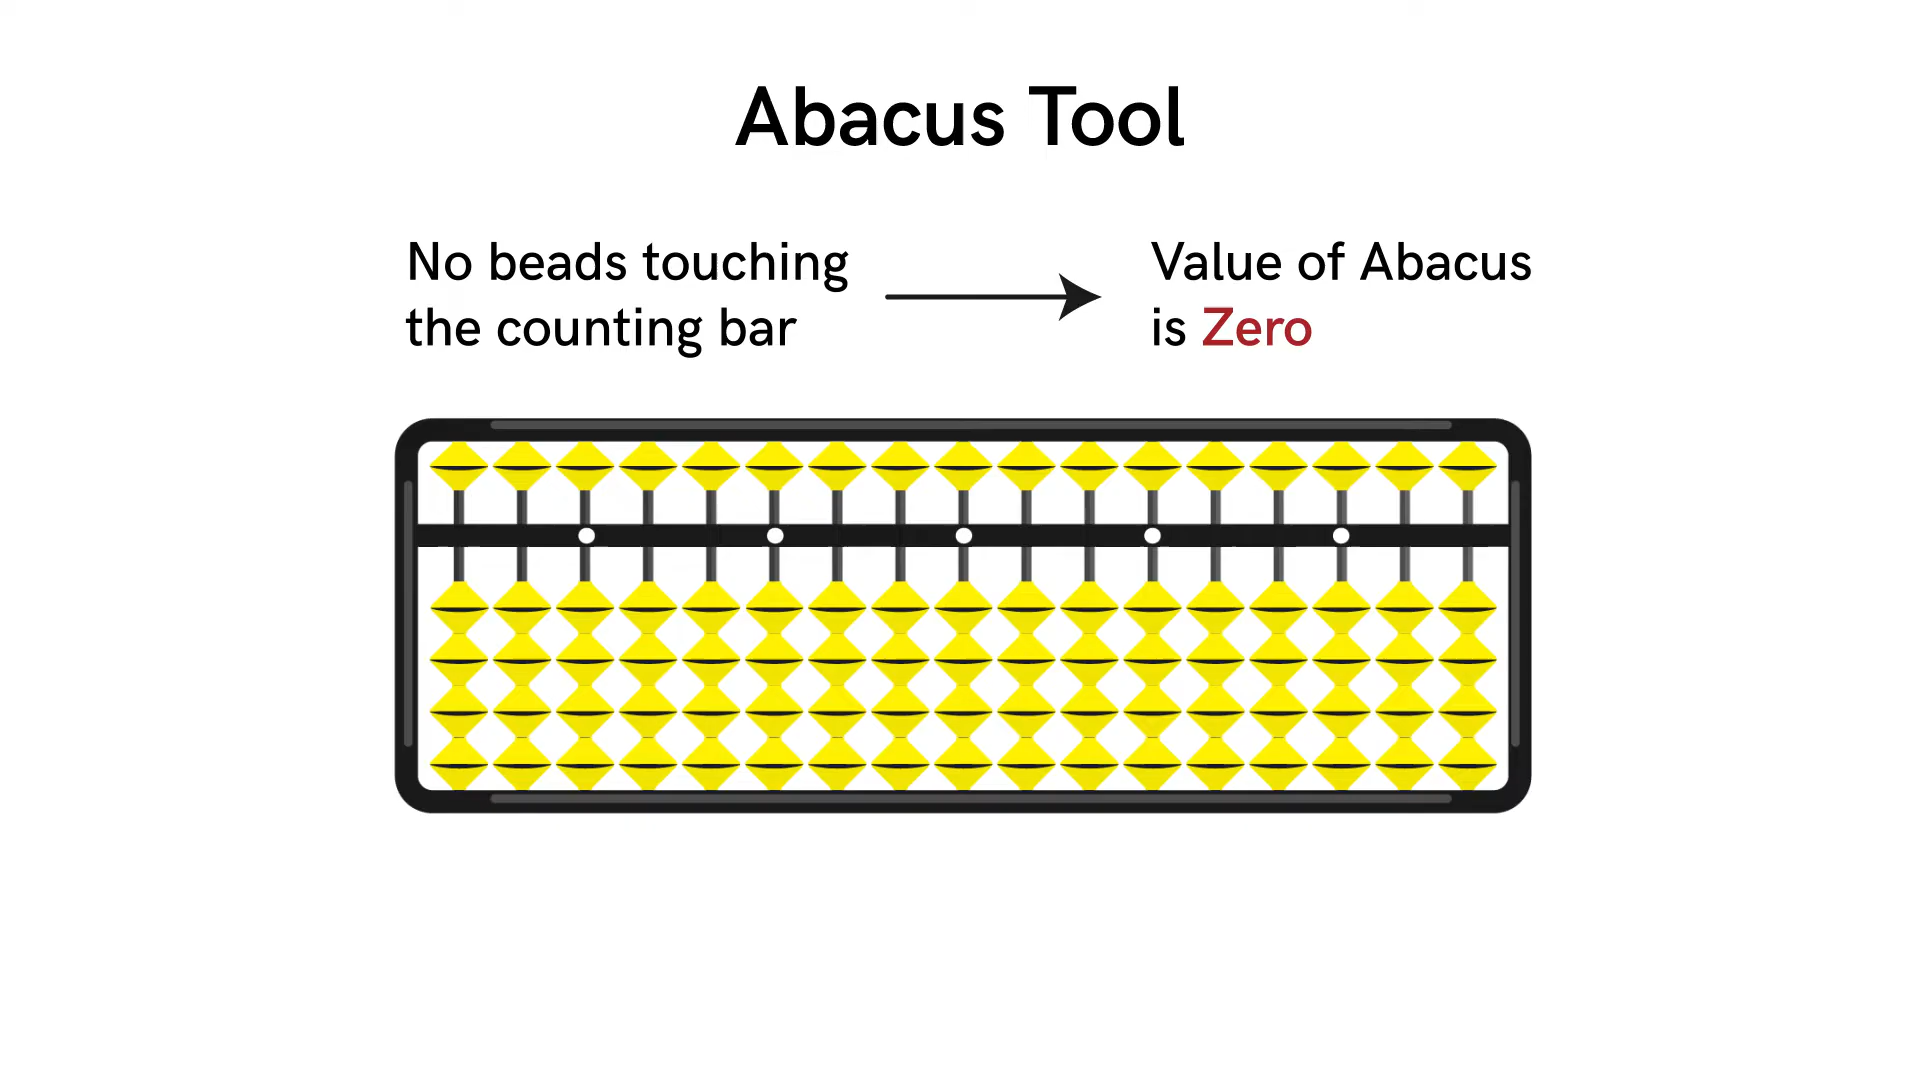 Abacus Tool
No beads touching
the counting bar
Value of Abacus
is Zero